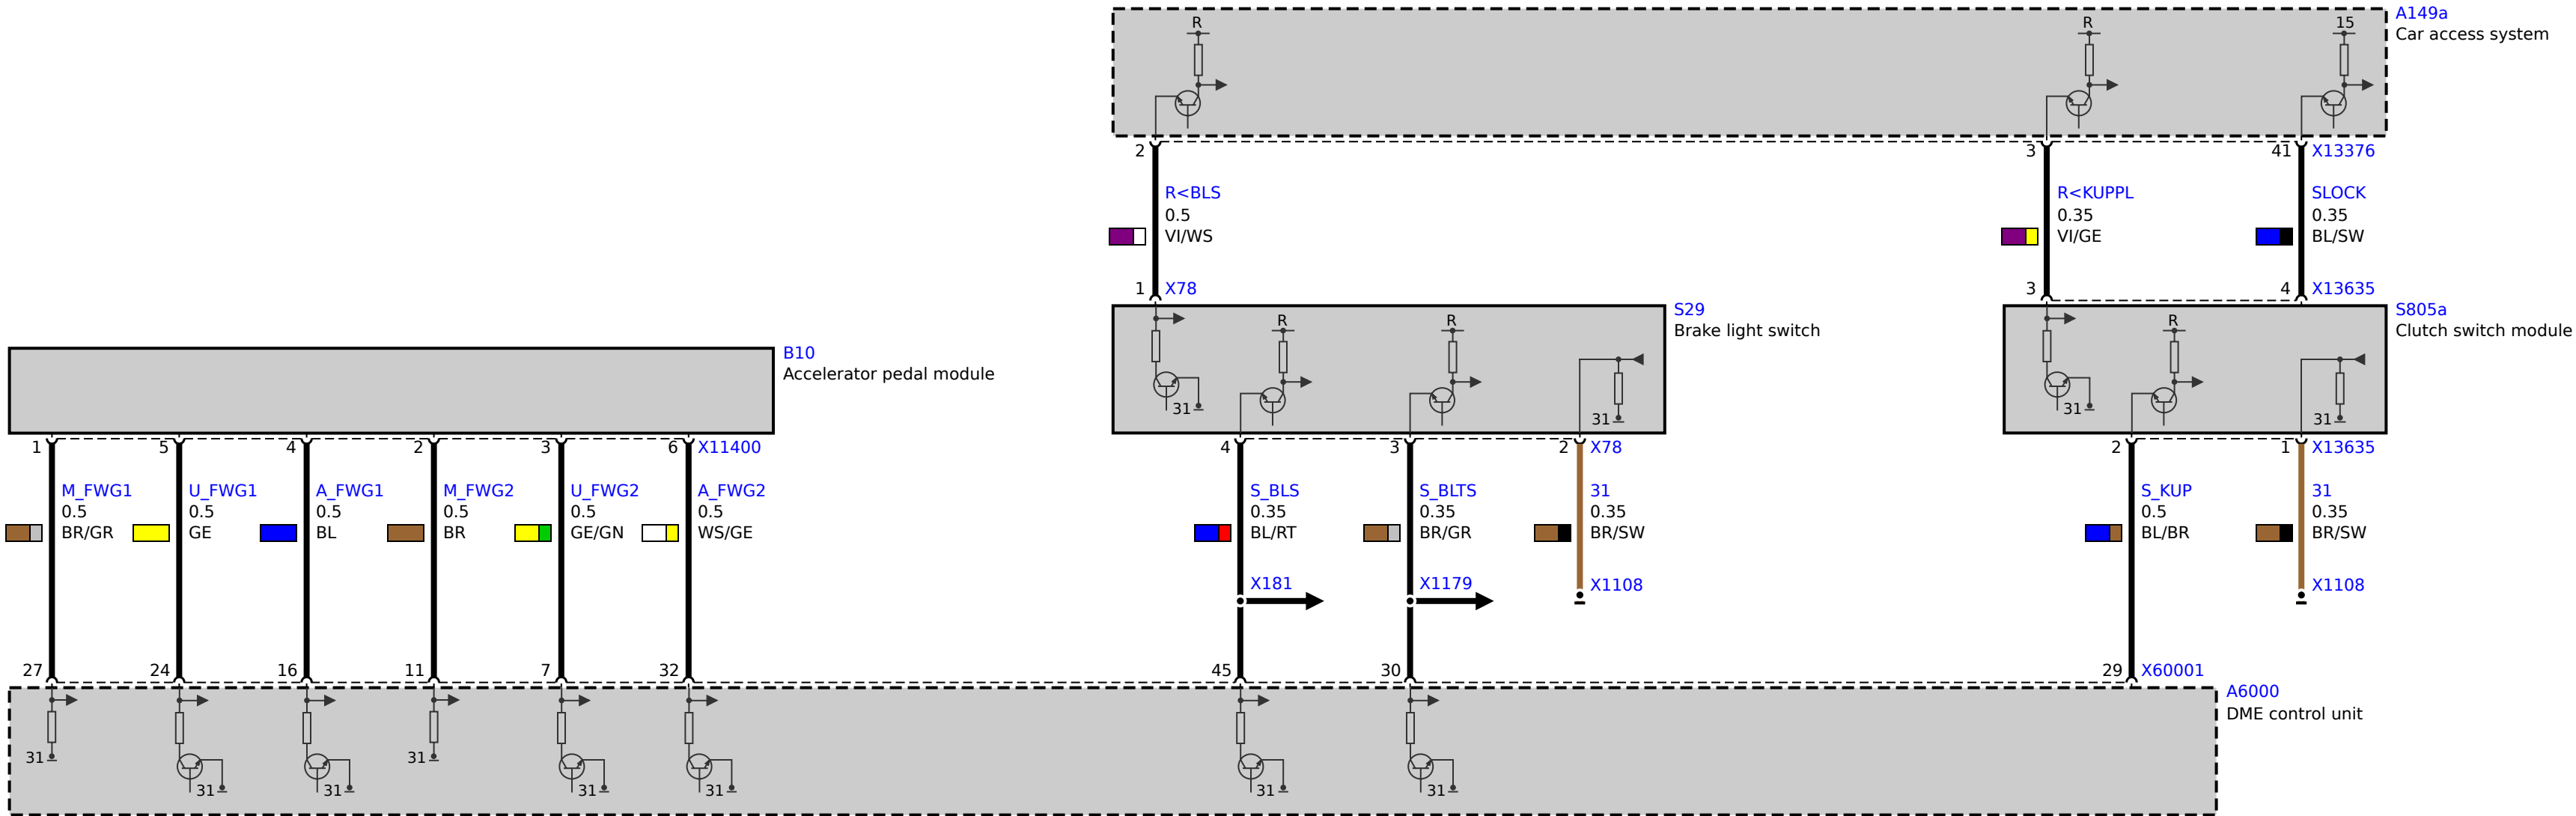 R
R
15
A149a
Car access system
2
3
41
X13376
R<BLS
0.5
VI/WS
R<KUPPL
0.35
VI/GE
SLOCK
0.35
BL/SW
1
X78
3
4
X13635
R
R
31
31
S29
Brake light switch
R
31
31
S805a
Clutch switch module
B10
Accelerator pedal module
1
5
4
2
3
6
X11400
4
3
2
X78
2
1
X13635
M_FWG1
0.5
BR/GR
U_FWG1
0.5
GE
A_FWG1
0.5
BL
M_FWG2
0.5
BR
U_FWG2
0.5
GE/GN
A_FWG2
0.5
WS/GE
S_BLS
0.35
BL/RT
S_BLTS
0.35
BR/GR
31
0.35
BR/SW
S_KUP
0.5
BL/BR
31
0.35
BR/SW
X181
X1179
X1108
X1108
27
24
16
11
7
32
45
30
29
X60001
A6000
DME control unit
31
31
31
31
31
31
31
31